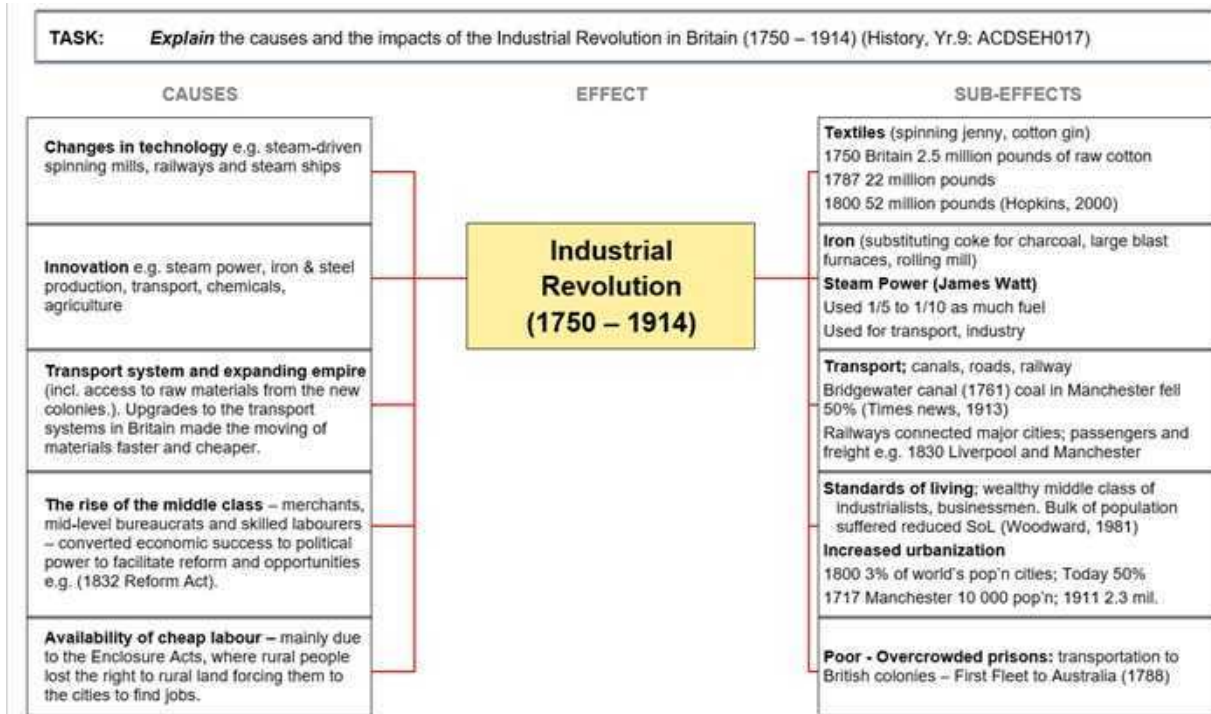 TASK: Explain the causes and the impacts of the Industrial Revolution in Britain (1750 – 1914) (History, Yr.9: ACDSEH017)
CAUSES
EFFECT
SUB-EFFECTS
Changes in technology e.g. steam-driven
spinning mills, railways and steam ships
Innovation e.g. steam power, iron & steel
production, transport, chemicals,
agriculture
Transport system and expanding empire
(incl. access to raw materials from the new
colonies.). Upgrades to the transport
systems in Britain made the moving of
materials faster and cheaper.
The rise of the middle class – merchants,
mid-level bureaucrats and skilled labourers
– converted economic success to political
power to facilitate reform and opportunities
e.g. (1832 Reform Act).
Availability of cheap labour – mainly due
to the Enclosure Acts, where rural people
lost the right to rural land forcing them to
the cities to find jobs.
Industrial
Revolution
(1750 – 1914)
Textiles (spinning jenny, cotton gin)
1750 Britain 2.5 million pounds of raw cotton
1787 22 million pounds
1800 52 million pounds (Hopkins, 2000)
Iron (substituting coke for charcoal, large blast
furnaces, rolling mill)
Steam Power (James Watt)
Used 1/5 to 1/10 as much fuel
Used for transport, industry
Transport; canals, roads, railway
Bridgewater canal (1761) coal in Manchester fell
50% (Times news, 1913)
Railways connected major cities; passengers and
freight e.g. 1830 Liverpool and Manchester
Standards of living; wealthy middle class of
industrialists, businessmen. Bulk of population
suffered reduced SoL (Woodward, 1981)
Increased urbanization
1800 3% of world's pop'n cities; Today 50%
1717 Manchester 10 000 pop'n; 1911 2.3 mil.
Poor - Overcrowded prisons: transportation to
British colonies – First Fleet to Australia (1788)